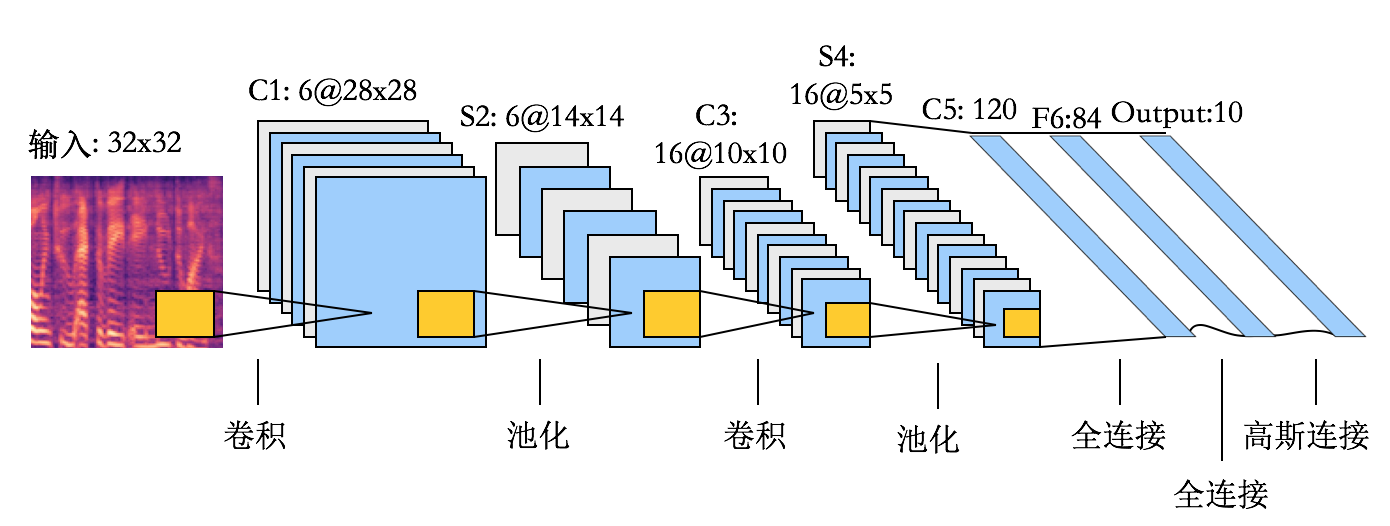 输入: 32x32
C1: 6@28x28
S2: 6@14x14
C3:
16@10x10
S4:
16@5x5
C5: 120
F6:84
Output:10
卷积
池化
卷积
池化
全连接
全连接
高斯连接